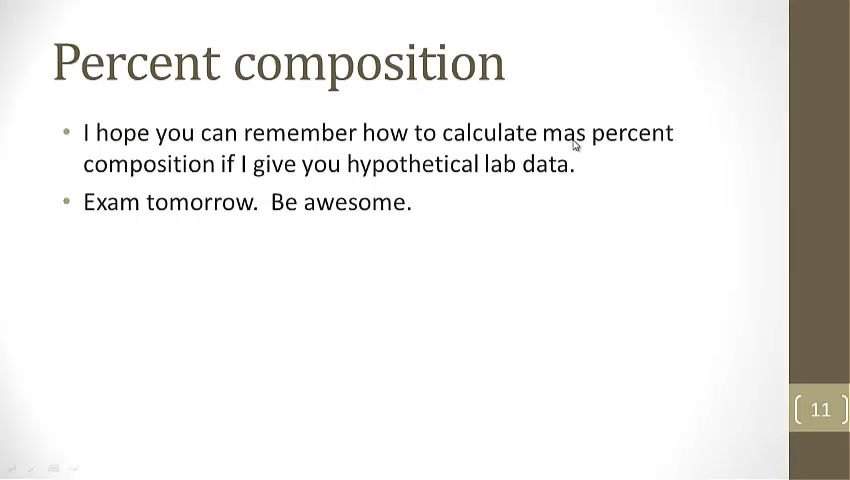 Percent composition
• I hope you can remember how to calculate mas percent
composition if I give you hypothetical lab data.
• Exam tomorrow.  Be awesome.
11